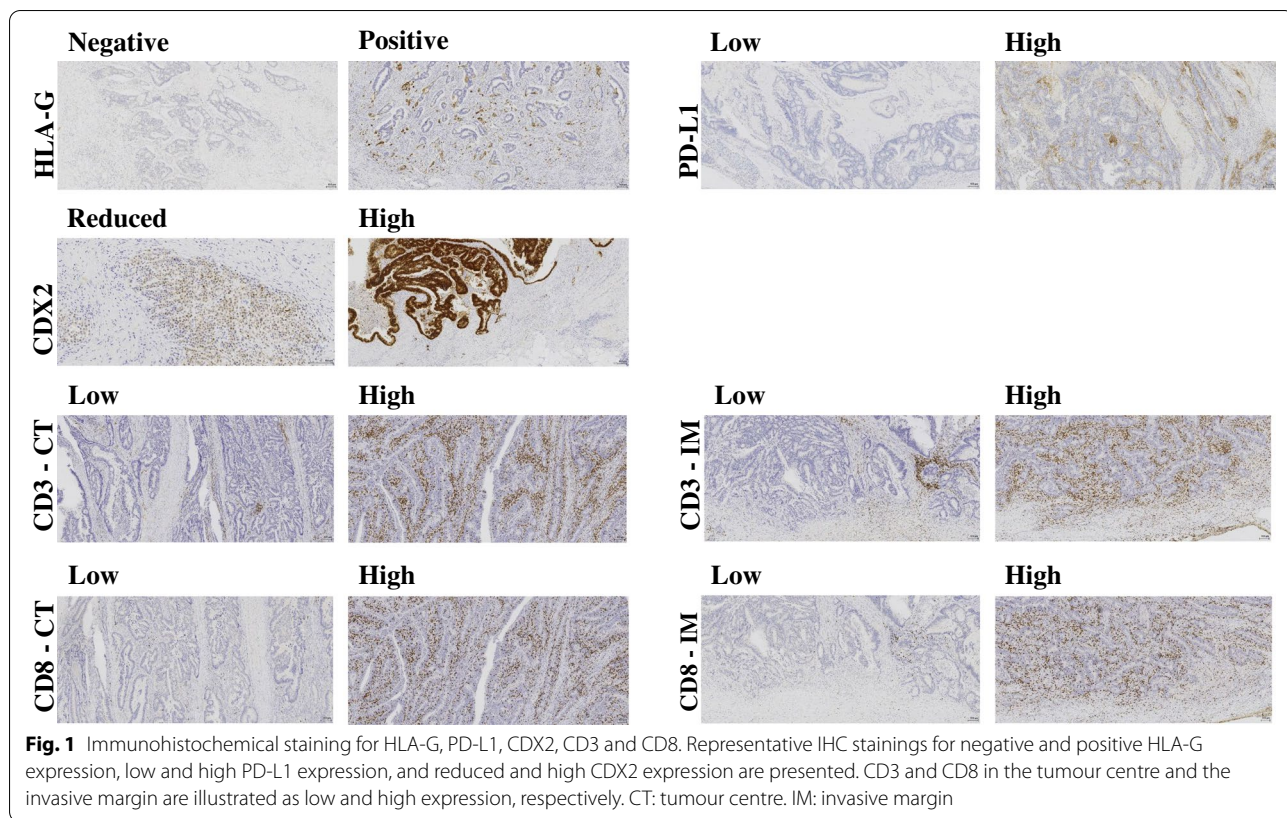 Negative Positive Low High
HLA-G PD-L1
Reduced High
CDX2
Low High Low High
CD3 - CT CD3 - IM
Low High Low High
CD8 - CT CD8 - IM
Fig. 1 Immunohistochemical staining for HLA-G, PD-L1, CDX2, CD3 and CD8. Representative IHC stainings for negative and positive HLA-G
expression, low and high PD-L1 expression, and reduced and high CDX2 expression are presented. CD3 and CD8 in the tumour centre and the
invasive margin are illustrated as low and high expression, respectively. CT: tumour centre. IM: invasive margin